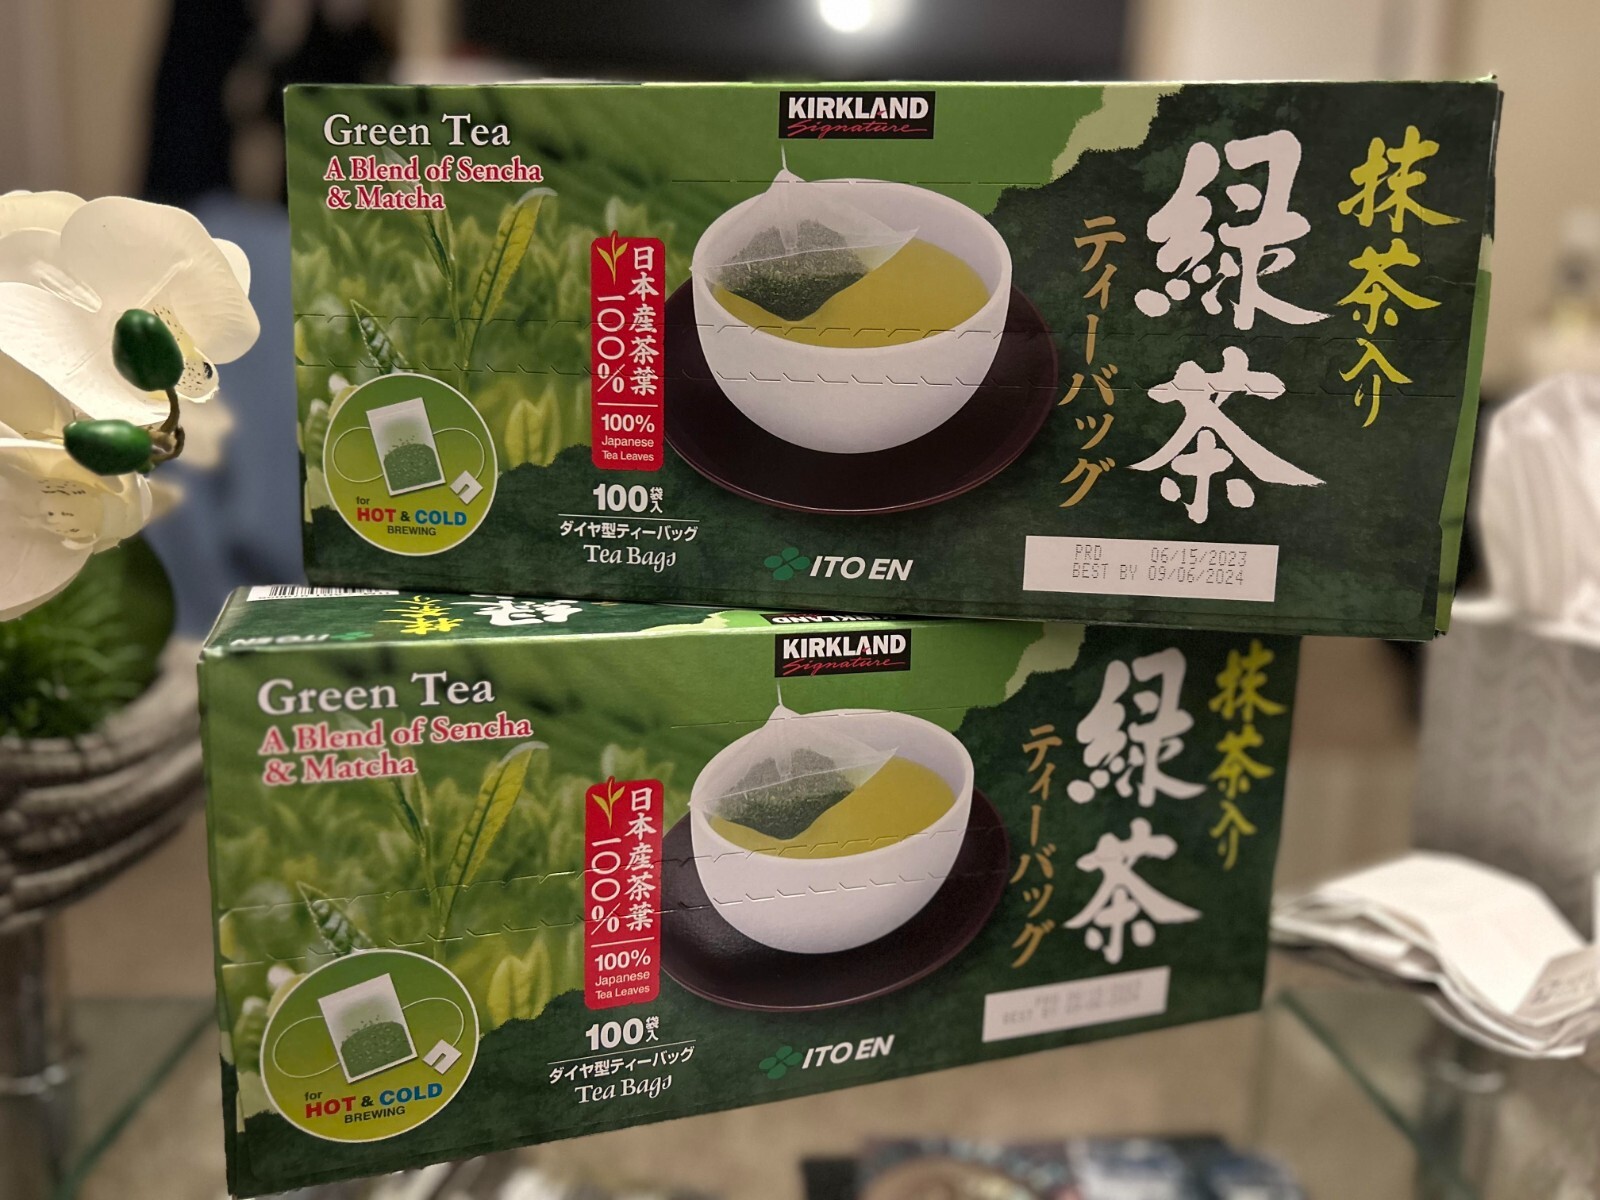 Green Tea
A Blend of Sencha
& Matcha
KIRKLAND
Signature
抹茶入り
緑茶
ティーバッグ
日本産茶葉
一〇〇%
100%
Japanese
Tea Leaves
for
HOT & COLD
BREWING
100袋入
ダイヤ型ティーバッグ
Tea Bags
ITO EN
PRD 06/15/2023
BEST BY 09/06/2024
ITO EN
KIRKLAND
Green Tea
A Blend of Sencha
& Matcha
KIRKLAND
Signature
抹茶入り
緑茶
ティーバッグ
日本産茶葉
一〇〇%
100%
Japanese
Tea Leaves
for
HOT & COLD
BREWING
100袋入
ダイヤ型ティーバッグ
Tea Bags
ITO EN
BEST BY